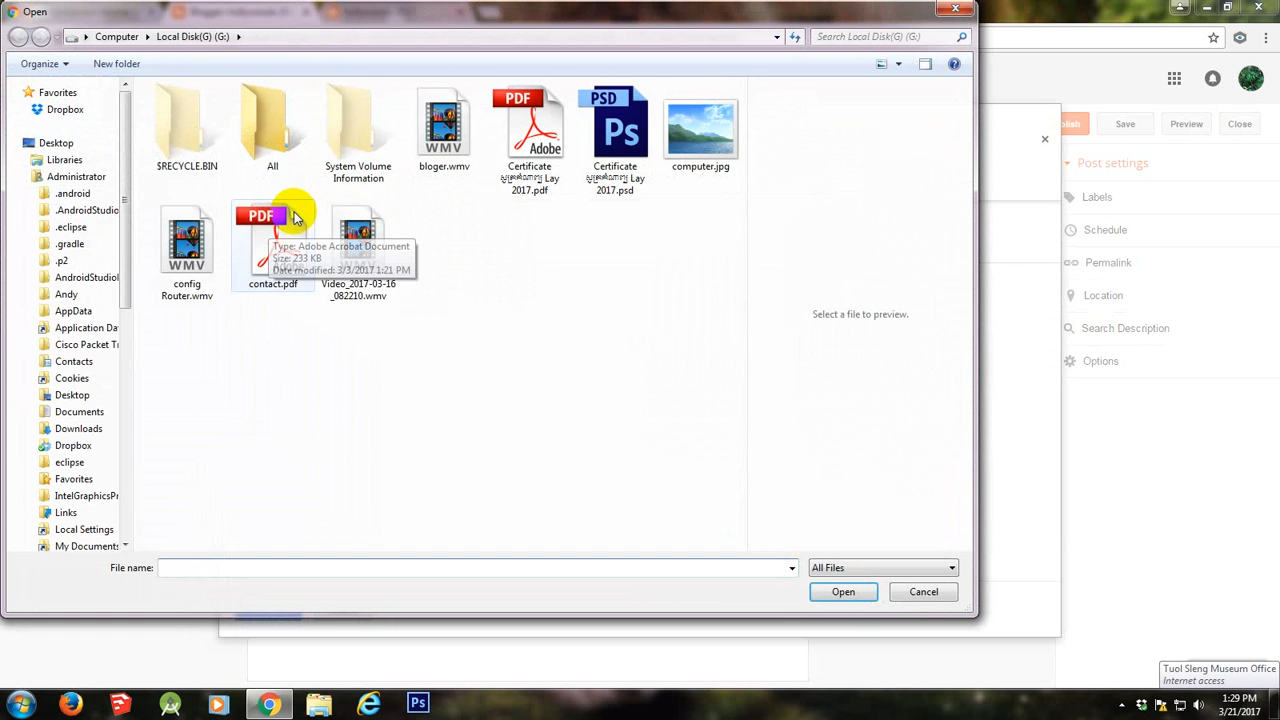 Open
Computer
Local Disk(G) (G:)
Search Local Disk(G) (G:)
Organize
New folder
Favorites
Dropbox
Desktop
Libraries
Administrator
.android
.AndroidStudio
.eclipse
.gradle
.p2
AndroidStudioI
Andy
AppData
Application Da
Cisco Packet Tr
Contacts
Cookies
Desktop
Documents
Downloads
Dropbox
eclipse
Favorites
IntelGraphicsPr
Links
Local Settings
My Documents
$RECYCLE.BIN
All
System Volume
Information
WMV
bloger.wmv
PDF
Adobe
Certificate
Lay
2017.pdf
PSD
Ps
Certificate
Lay
2017.psd
computer.jpg
WMV
config
Router.wmv
PDF
contact.pdf
Type: Adobe Acrobat Document
Size: 233 KB
Date modified: 3/3/2017 1:21 PM
Video_2017-03-16
_082210.wmv
Select a file to preview.
File name:
All Files
Open
Cancel
Save
Preview
Close
Post settings
Labels
Schedule
Permalink
Location
Search Description
Options
Tuol Sleng Museum Office
Internet access
Ps
1:29 PM
3/21/2017